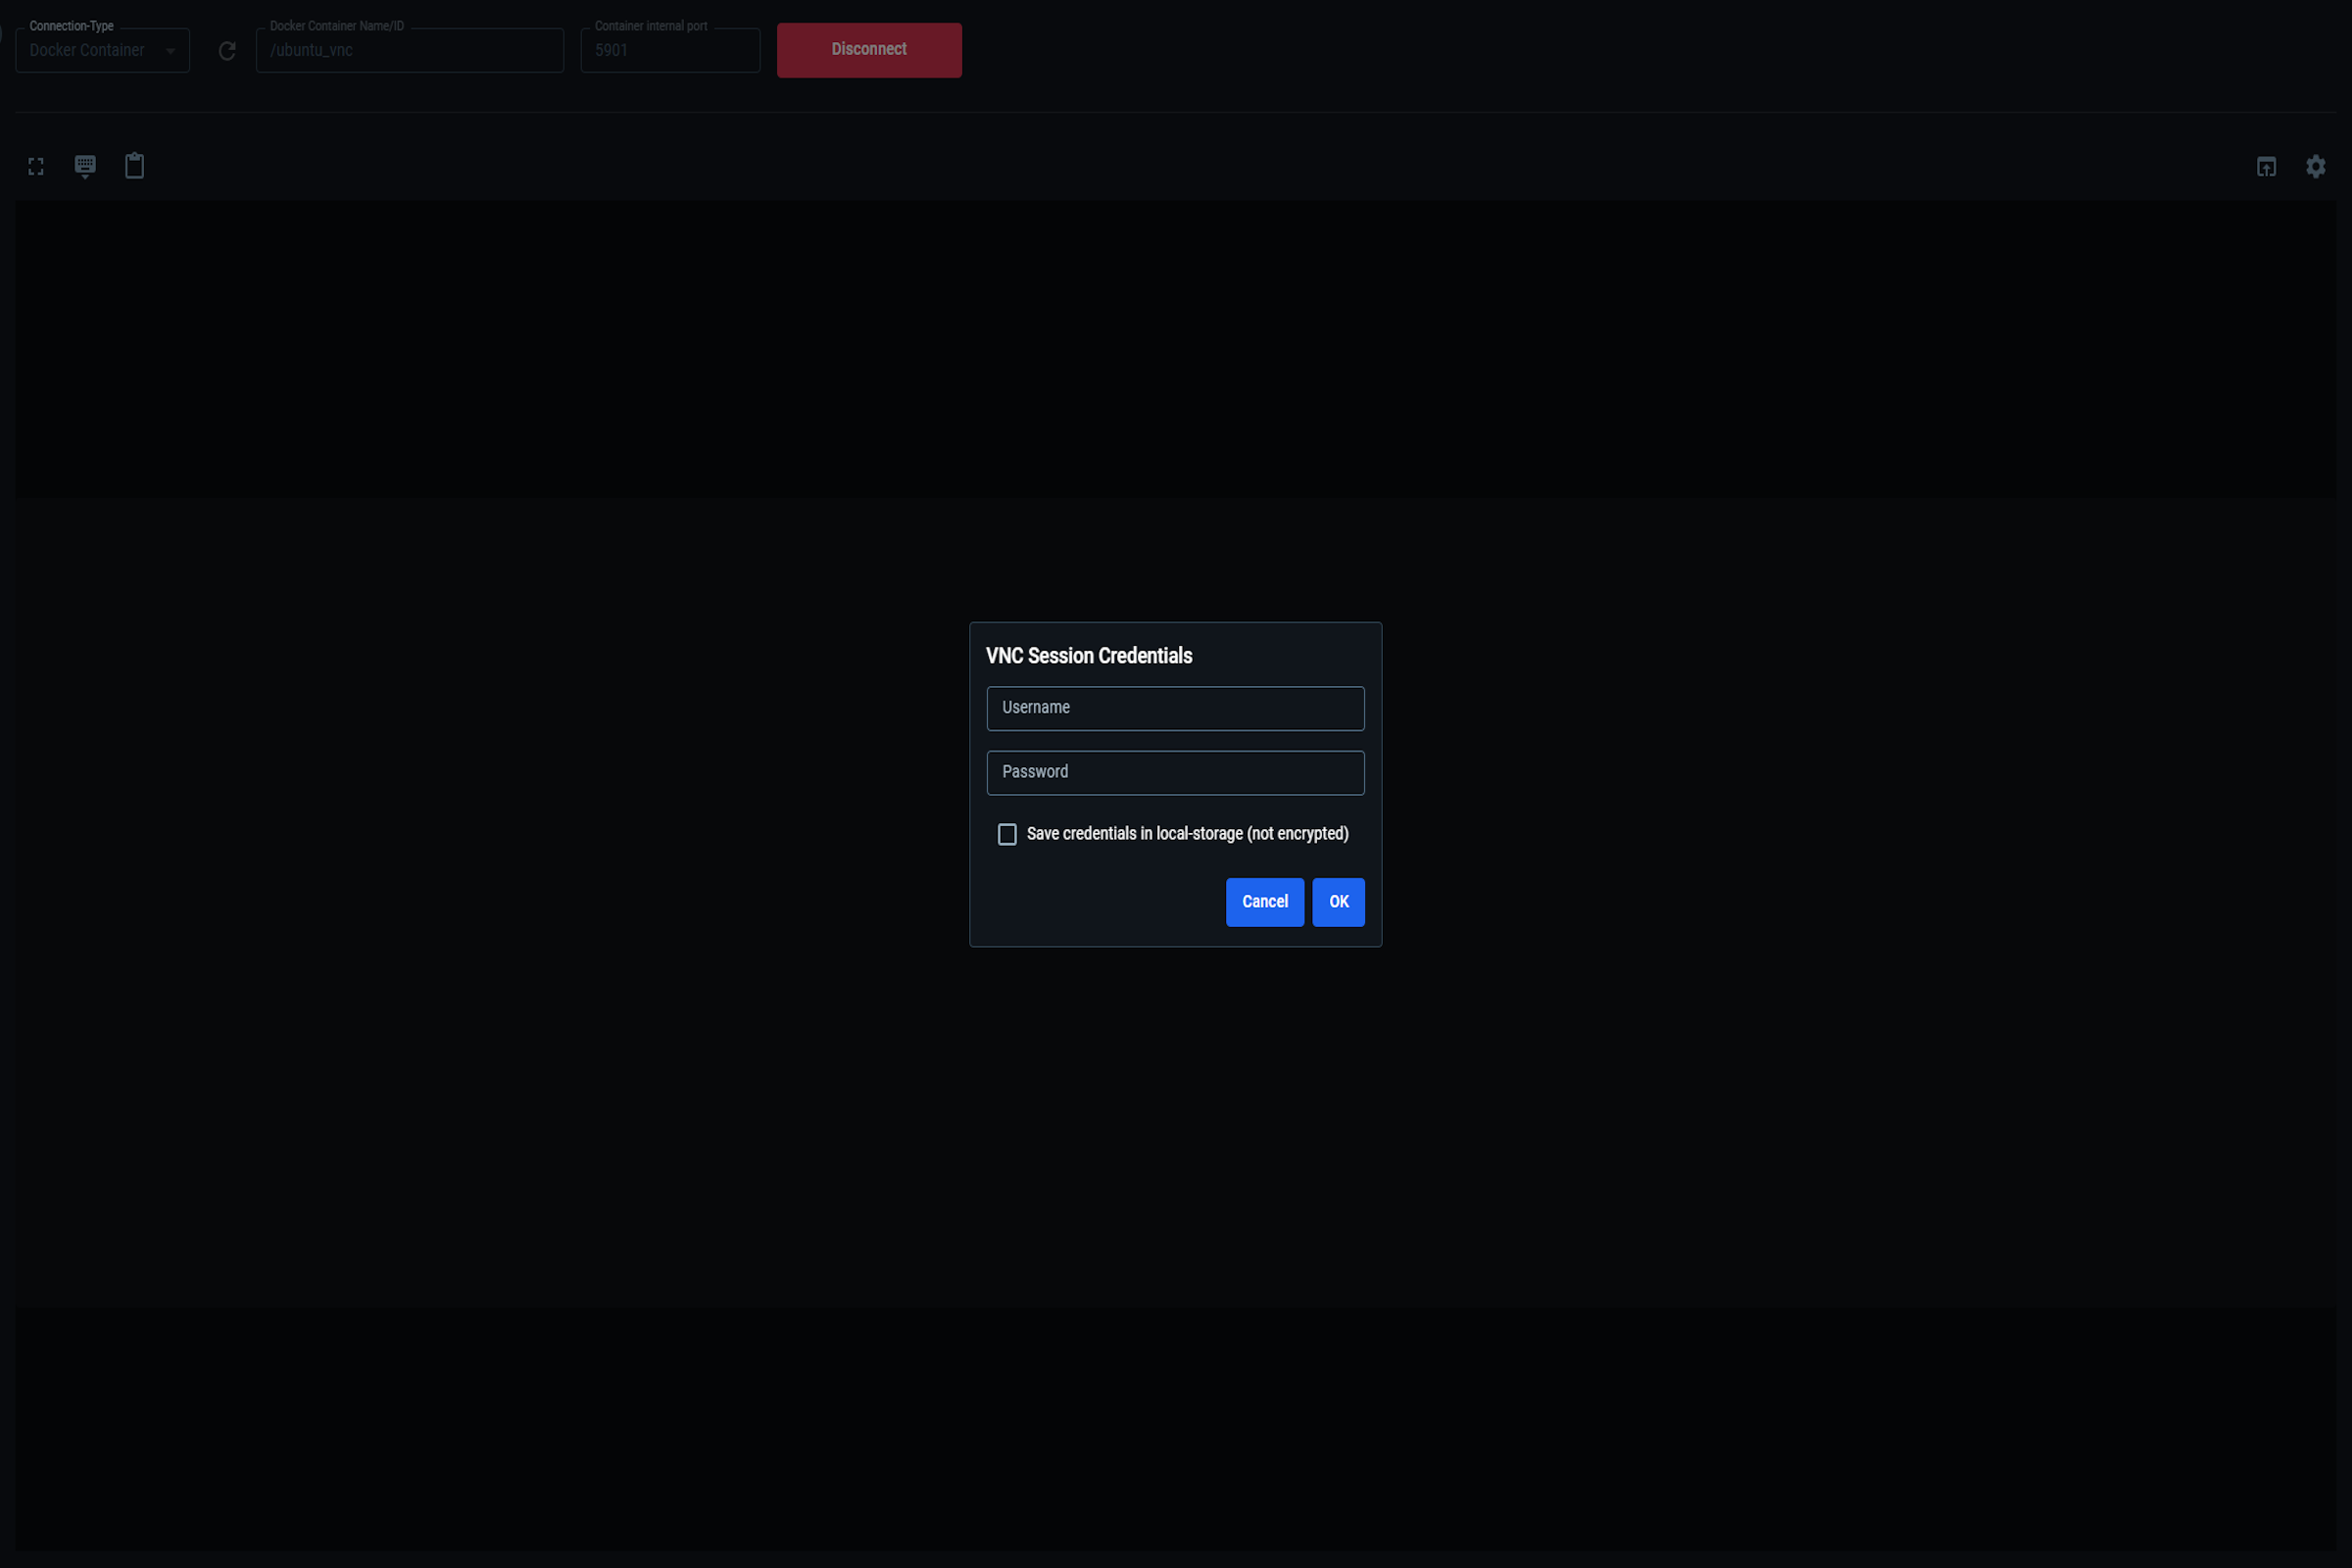 Connection-Type
Docker Container
Docker Container Name/ID
/ubuntu_vnc
Container internal port
5901
Disconnect
VNC Session Credentials
Username
Password
Save credentials in local-storage (not encrypted)
Cancel
OK